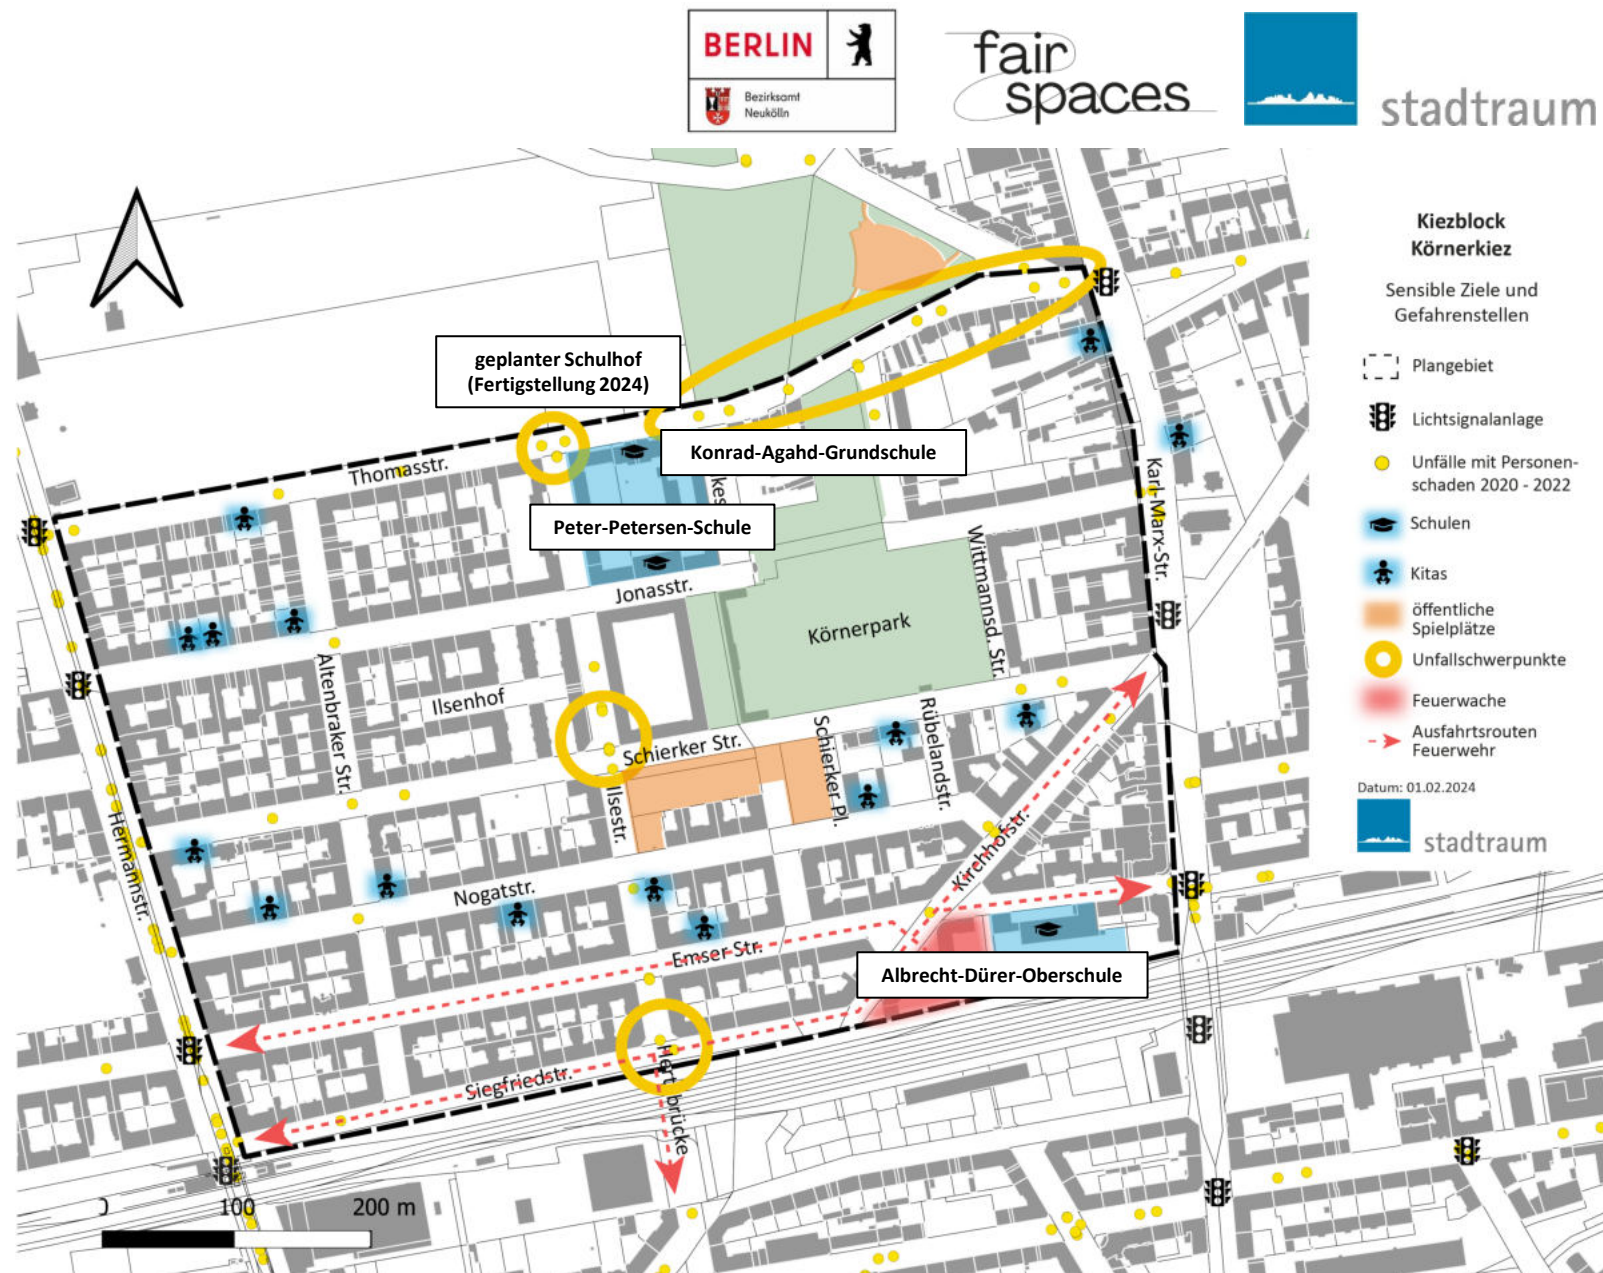 BERLIN
Bezirksamt
Neukölln
fair
spaces
stadtraum
Kiezblock
Körnerkiez
Sensible Ziele und
Gefahrenstellen
Plangebiet
Lichtsignalanlage
Unfälle mit Personen-
schaden 2020 - 2022
Schulen
Kitas
öffentliche
Spielplätze
Unfallschwerpunkte
Feuerwache
Ausfahrtsrouten
Feuerwehr
Datum: 01.02.2024
stadtraum
geplanter Schulhof
(Fertigstellung 2024)
Thomasstr.
Konrad-Agahd-Grundschule
Peter-Petersen-Schule
Jonasstr.
Körnerpark
Wittmannsd. Str.
Karl-Marx-Str.
Altenbraker Str.
Ilsenhof
Schierker Str.
Schierker Pl.
Rübelandstr.
Ilsestr.
Hermannstr.
Nogatstr.
Kirchhofstr.
Emser Str.
Albrecht-Dürer-Oberschule
Siegfriedstr.
0 100 200 m